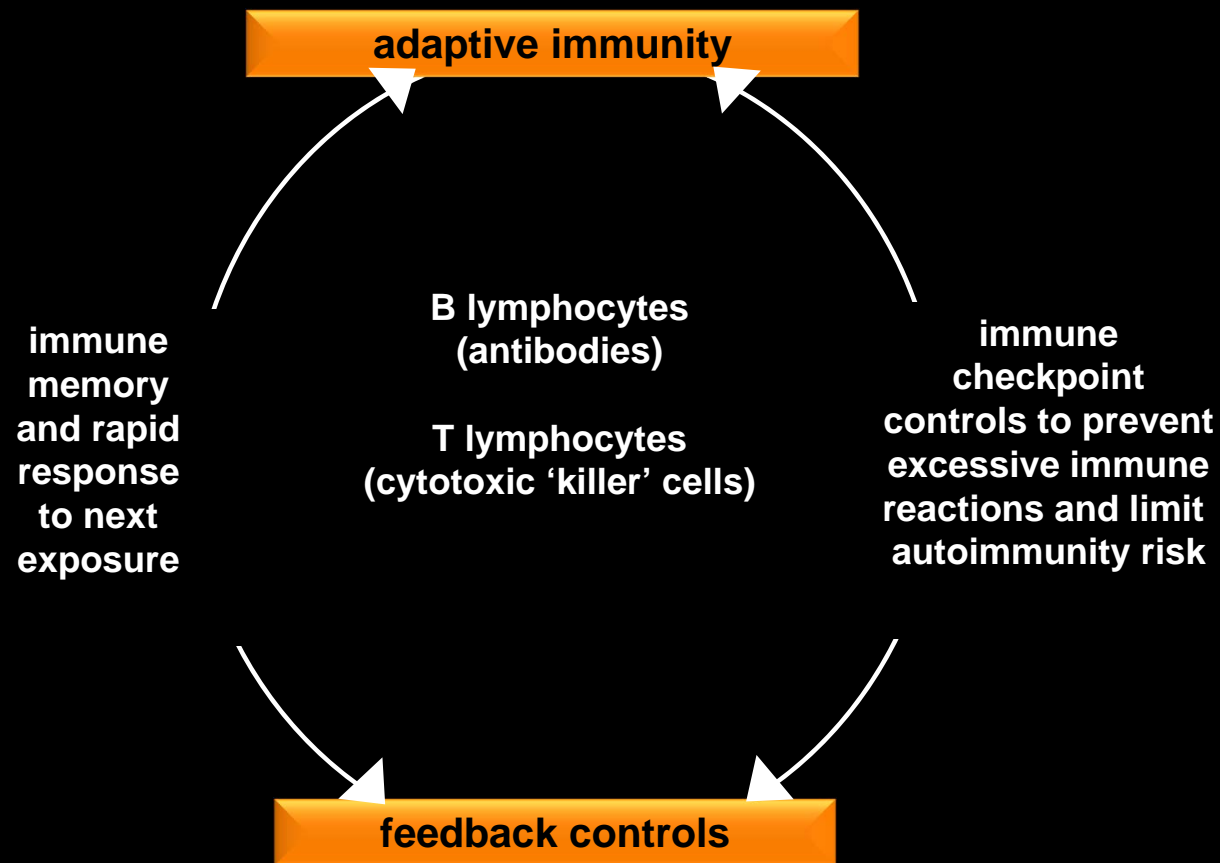 adaptive immunity
immune
memory
and rapid
response
to next
exposure
B lymphocytes
(antibodies)
T lymphocytes
(cytotoxic ‘killer’ cells)
immune
checkpoint
controls to prevent
excessive immune
reactions and limit
autoimmunity risk
feedback controls